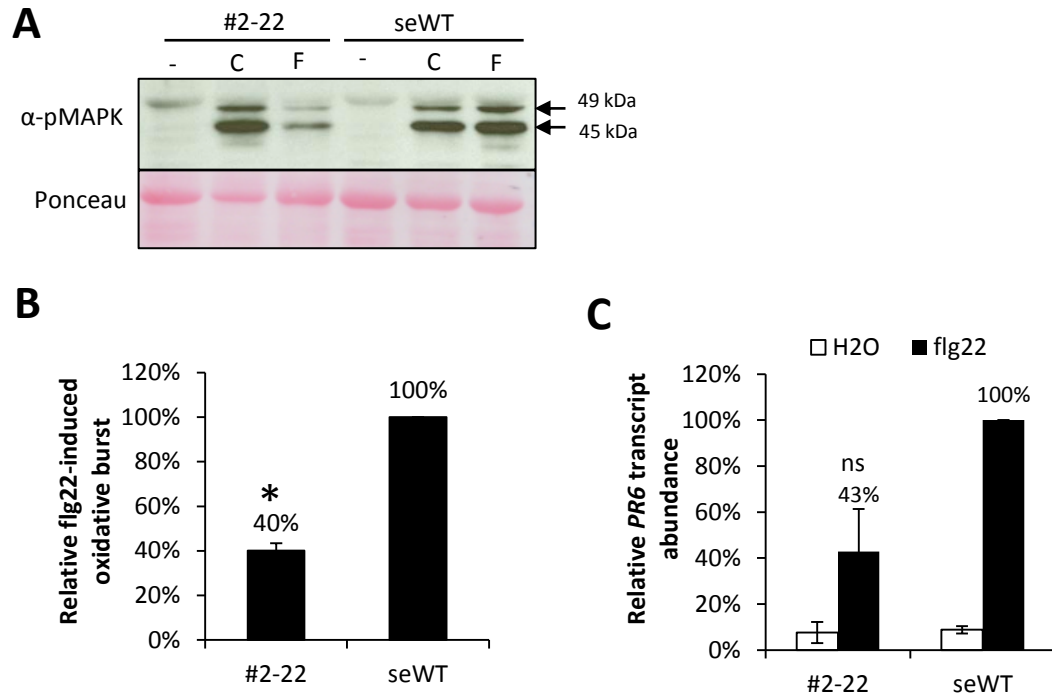 A
#2-22 seWT
- C F - C F
α-pMAPK
49 kDa
45 kDa
Ponceau
B
Relative flg22-induced
oxidative burst
120%
100%
80%
60%
40%
20%
0%
*
40%
100%
#2-22 seWT
C
H2O flg22
Relative PR6 transcript
abundance
120%
100%
80%
60%
40%
20%
0%
ns
43%
100%
#2-22 seWT